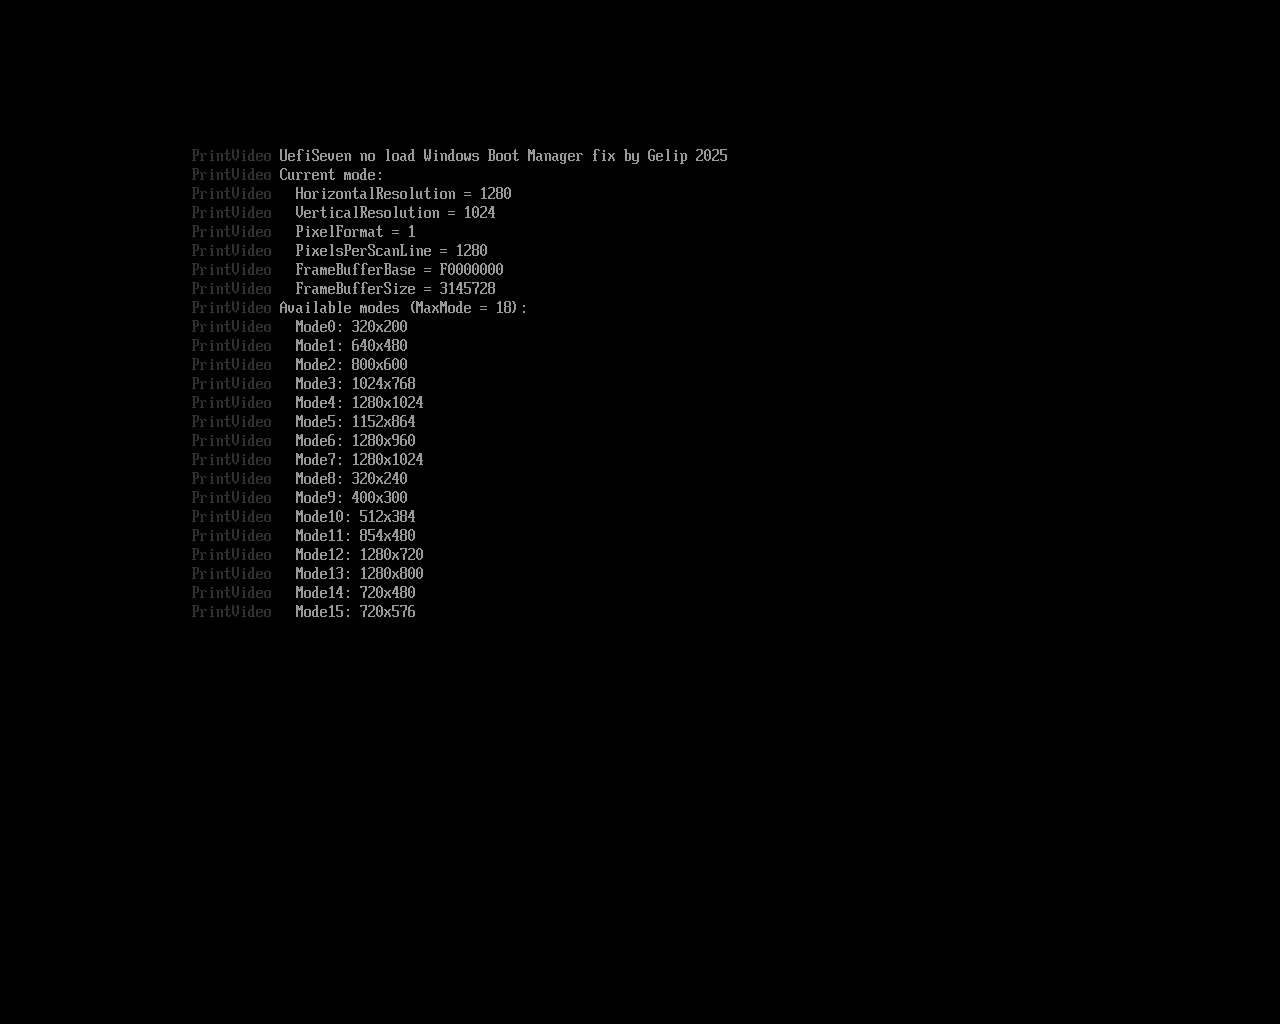 PrintVideo UefiSeven no load Windows Boot Manager fix by Gelip 2025
PrintVideo Current mode:
PrintVideo   HorizontalResolution = 1280
PrintVideo   VerticalResolution = 1024
PrintVideo   PixelFormat = 1
PrintVideo   PixelsPerScanLine = 1280
PrintVideo   FrameBufferBase = F0000000
PrintVideo   FrameBufferSize = 3145728
PrintVideo Available modes (MaxMode = 18):
PrintVideo   Mode0: 320x200
PrintVideo   Mode1: 640x480
PrintVideo   Mode2: 800x600
PrintVideo   Mode3: 1024x768
PrintVideo   Mode4: 1280x1024
PrintVideo   Mode5: 1152x864
PrintVideo   Mode6: 1280x960
PrintVideo   Mode7: 1280x1024
PrintVideo   Mode8: 320x240
PrintVideo   Mode9: 400x300
PrintVideo   Mode10: 512x384
PrintVideo   Mode11: 854x480
PrintVideo   Mode12: 1280x720
PrintVideo   Mode13: 1280x800
PrintVideo   Mode14: 720x480
PrintVideo   Mode15: 720x576